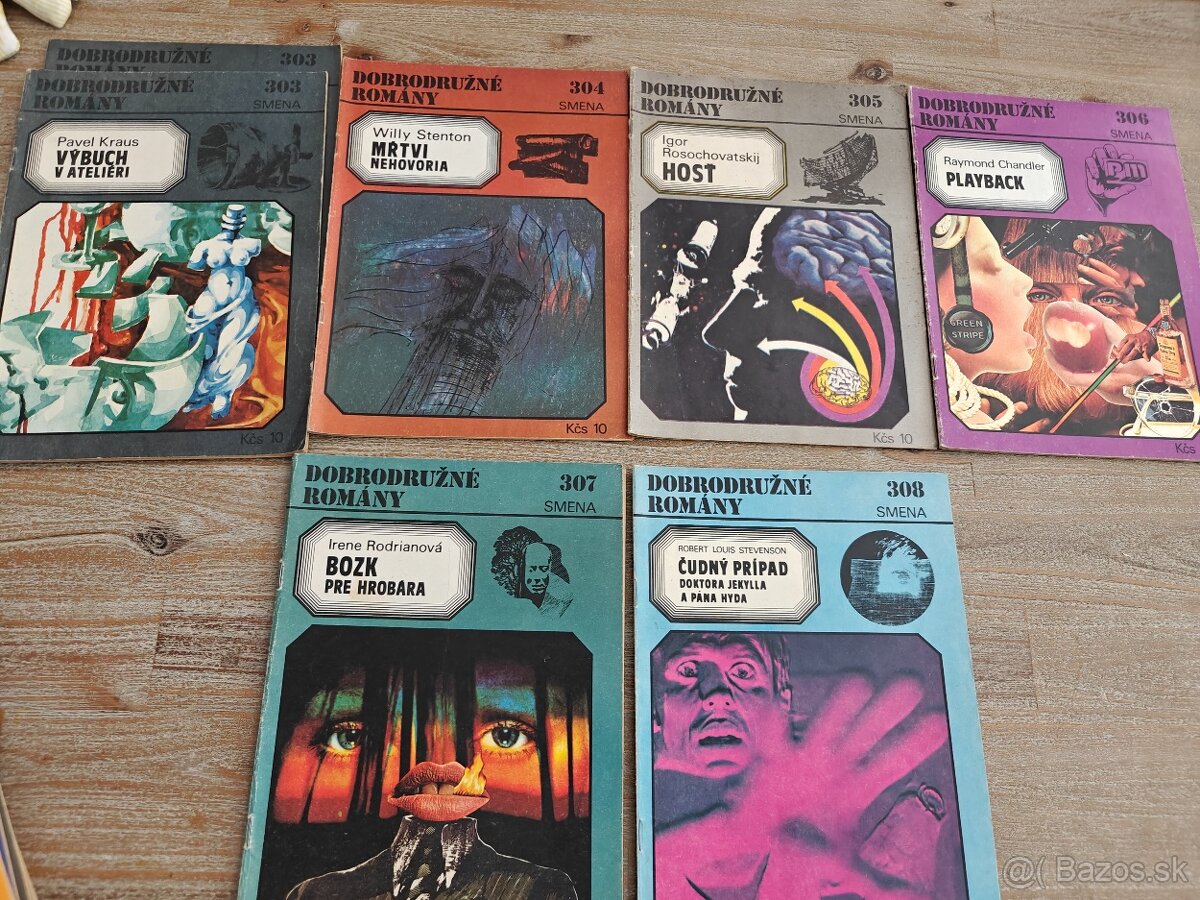 DOBRODRUŽNÉ 303
ROMÁNY
DOBRODRUŽNÉ 303
ROMÁNY SMENA
Pavel Kraus
VÝBUCH
V ATELIÉRI
Kčs 10
DOBRODRUŽNÉ 304
ROMÁNY SMENA
Willy Stenton
MŔTVI
NEHOVORIA
Kčs 10
DOBRODRUŽNÉ 305
ROMÁNY SMENA
Igor
Rosochovatskij
HOSŤ
Kčs 10
DOBRODRUŽNÉ 306
ROMÁNY SMENA
Raymond Chandler
PLAYBACK
PM
GREEN
STRIPE
Kčs
DOBRODRUŽNÉ 307
ROMÁNY SMENA
Irene Rodrianová
BOZK
PRE HROBÁRA
DOBRODRUŽNÉ 308
ROMÁNY SMENA
ROBERT LOUIS STEVENSON
ČUDNÝ PRÍPAD
DOKTORA JEKYLLA
A PÁNA HYDA
Bazos.sk